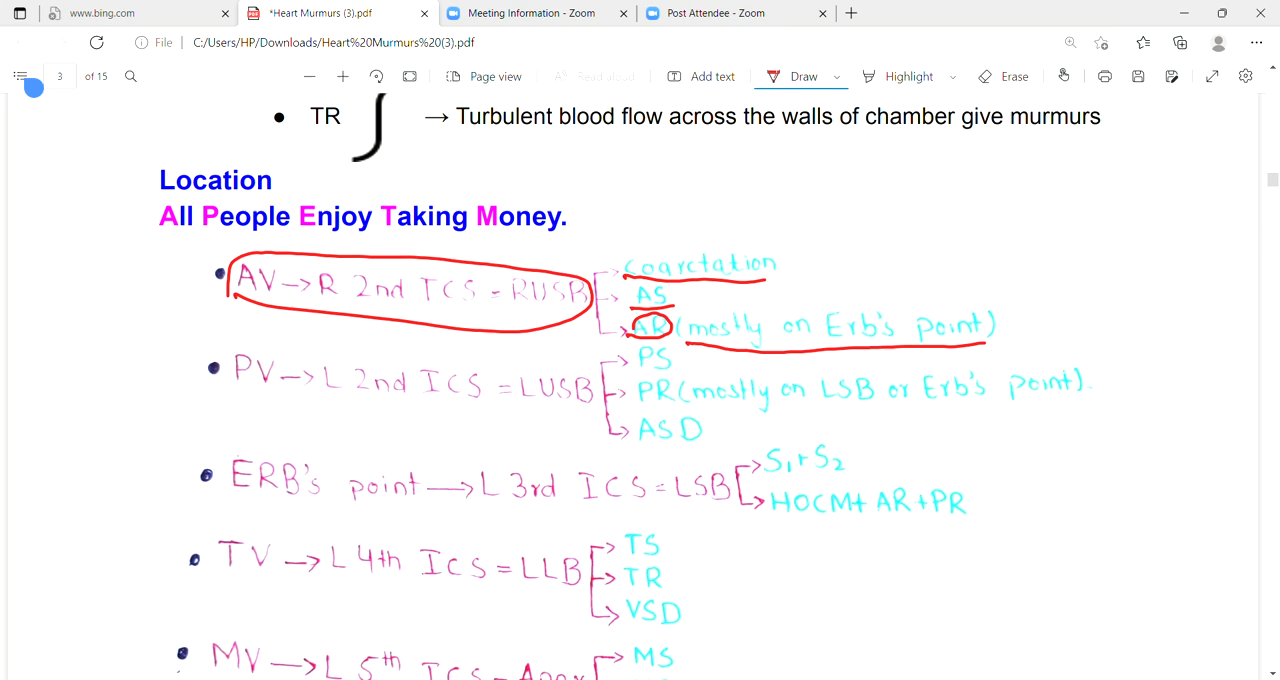 www.bing.com
*Heart Murmurs (3).pdf
Meeting Information - Zoom
Post Attendee - Zoom
File
C:/Users/HP/Downloads/Heart%20Murmurs%20(3).pdf
3 of 15
Page view
Read aloud
Add text
Draw
Highlight
Erase
• TR → Turbulent blood flow across the walls of chamber give murmurs
Location
All People Enjoy Taking Money.
• AV → R 2nd ICS = RUSB
→ Coarctation
→ AS
→ AR (mostly on Erb's point)
• PV → L 2nd ICS = LUSB
→ PS
→ PR (mostly on LSB or Erb's point).
→ ASD
• ERB's point → L 3rd ICS = LSB
→ S1+S2
→ HOCM+ AR+PR
• TV → L 4th ICS = LLB
→ TS
→ TR
→ VSD
• MV → L 5th ICS - Apex
→ MS